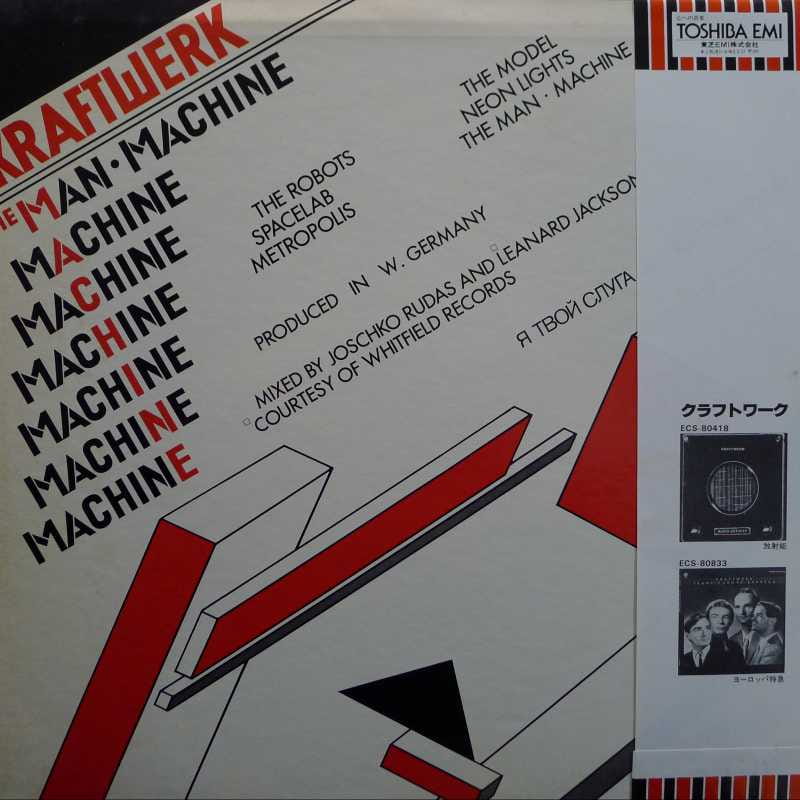 KRAFTWERK
THE MAN·MACHINE
MACHINE
MACHINE
MACHINE
MACHINE
MACHINE
MACHINE
THE ROBOTS
SPACELAB
METROPOLIS
THE MODEL
NEON LIGHTS
THE MAN · MACHINE
PRODUCED IN W. GERMANY
MIXED BY JOSCHKO RUDAS AND LEANARD JACKSON
COURTESY OF WHITFIELD RECORDS
Я ТВОЙ СЛУГА
TOSHIBA EMI
東芝EMI株式会社
クラフトワーク
ECS-80418
放射能
ECS-80833
KRAFTWERK
ヨーロッパ特急